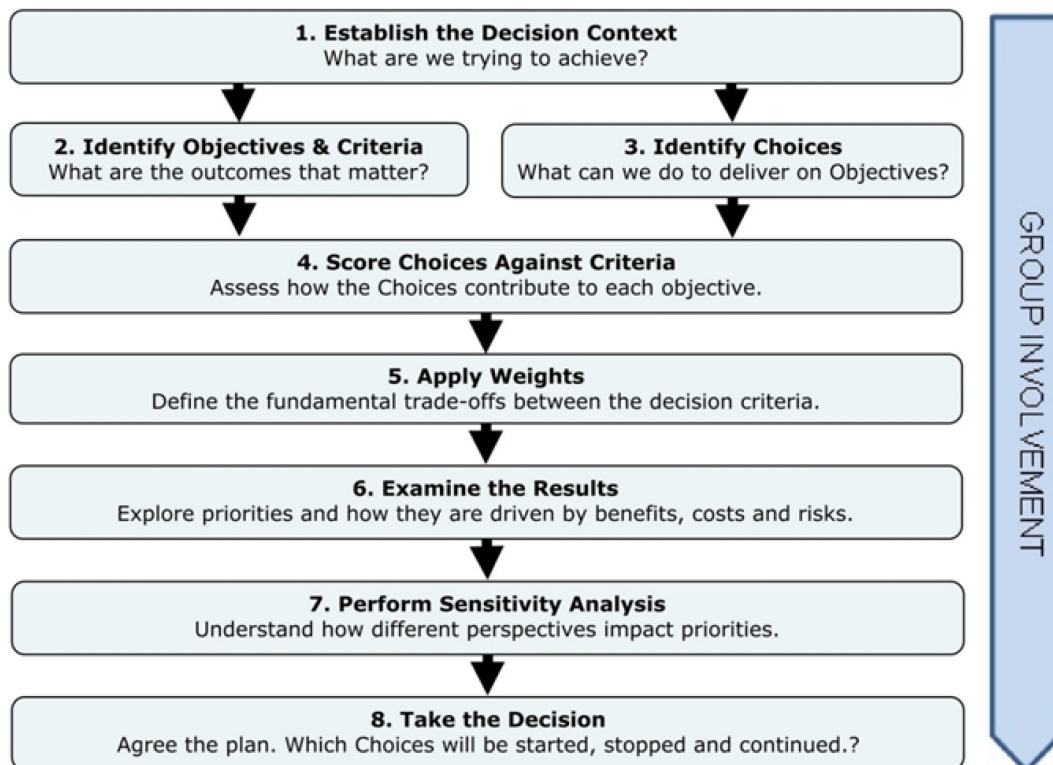 1. Establish the Decision Context
What are we trying to achieve?
2. Identify Objectives & Criteria
What are the outcomes that matter?
3. Identify Choices
What can we do to deliver on Objectives?
4. Score Choices Against Criteria
Assess how the Choices contribute to each objective.
5. Apply Weights
Define the fundamental trade-offs between the decision criteria.
6. Examine the Results
Explore priorities and how they are driven by benefits, costs and risks.
7. Perform Sensitivity Analysis
Understand how different perspectives impact priorities.
8. Take the Decision
Agree the plan. Which Choices will be started, stopped and continued.?
GROUP INVOLVEMENT